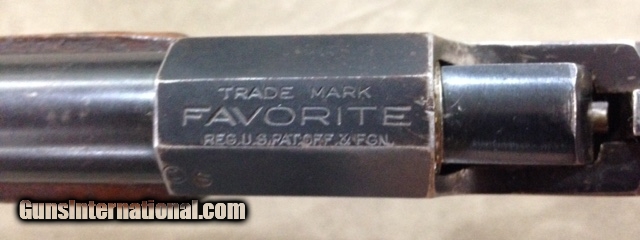 TRADE MARK
FAVORITE
REG. U.S. PAT. OFF. & FGN.
S
GunsInternational.com